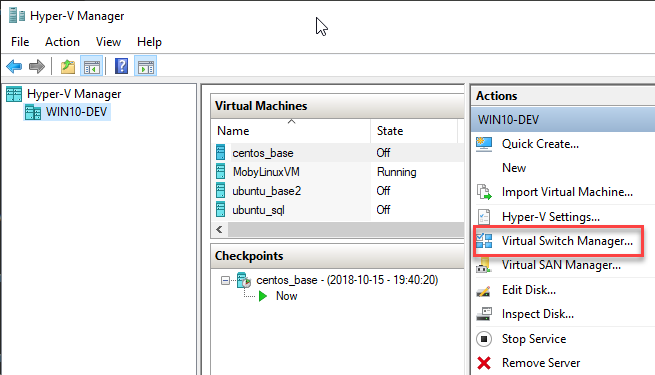 Hyper-V Manager
File Action View Help
Hyper-V Manager
WIN10-DEV
Virtual Machines
Name State
centos_base Off
MobyLinuxVM Running
ubuntu_base2 Off
ubuntu_sql Off
Checkpoints
centos_base - (2018-10-15 - 19:40:20)
Now
Actions
WIN10-DEV
Quick Create...
New
Import Virtual Machine...
Hyper-V Settings...
Virtual Switch Manager...
Virtual SAN Manager...
Edit Disk...
Inspect Disk...
Stop Service
Remove Server